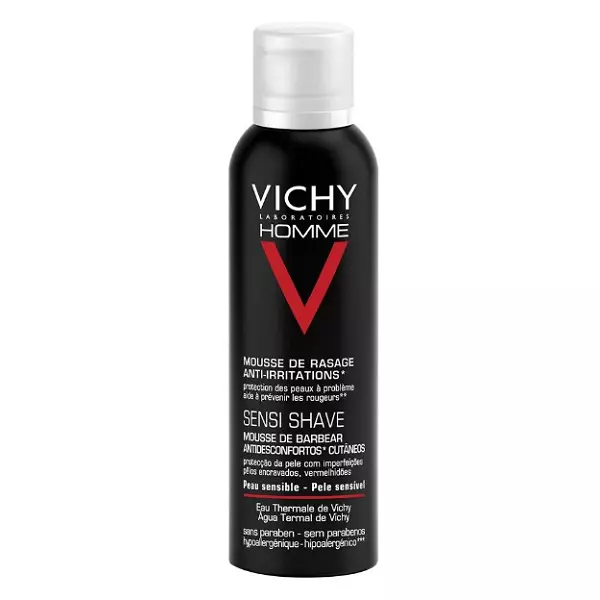 VICHY
LABORATOIRES
HOMME
V
MOUSSE DE RASAGE
ANTI-IRRITATIONS*
protection des peaux à problème
aide à prévenir les rougeurs**
SENSI SHAVE
MOUSSE DE BARBEAR
ANTIDESCONFORTOS* CUTÂNEOS
protecção da pele com imperfeições
pêlos encravados, vermelhidões
Peau sensible - Pele sensível
Eau Thermale de Vichy
Água Termal de Vichy
sans paraben - sem parabenos
hypoallergénique - hipoalergénico***